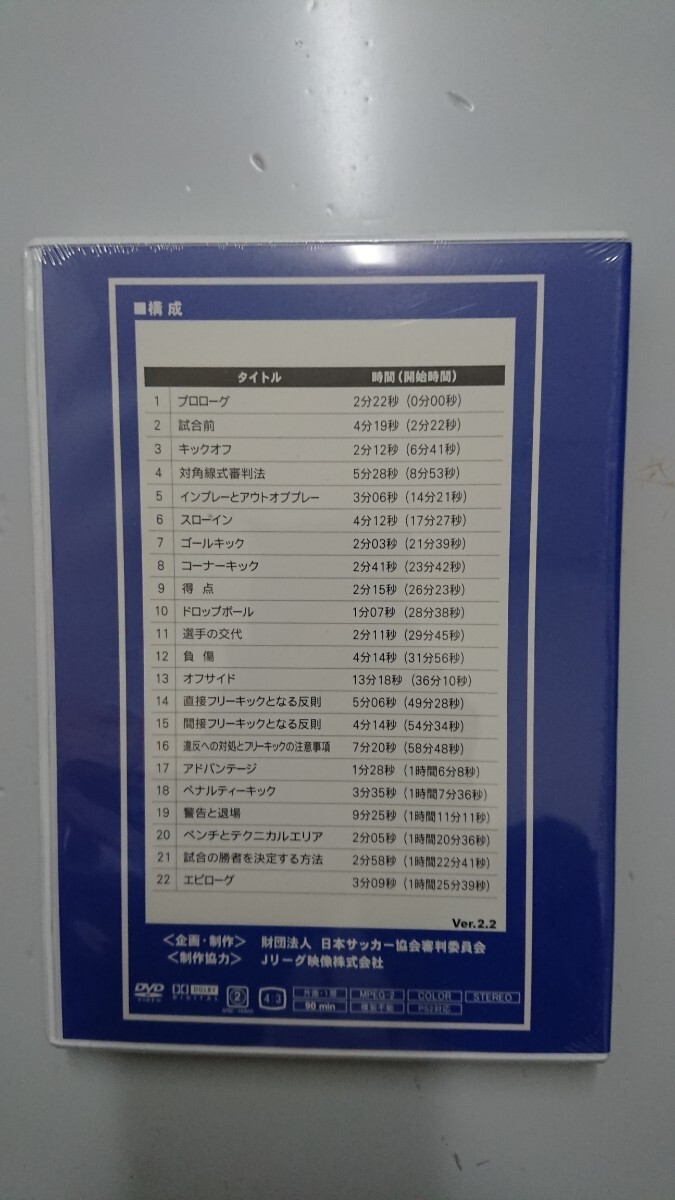 ■構成
タイトル 時間(開始時間)
1 プロローグ 2分22秒 (0分00秒)
2 試合前 4分19秒 (2分22秒)
3 キックオフ 2分12秒 (6分41秒)
4 対角線式審判法 5分28秒 (8分53秒)
5 インプレーとアウトオブプレー 3分06秒 (14分21秒)
6 スローイン 4分12秒 (17分27秒)
7 ゴールキック 2分03秒 (21分39秒)
8 コーナーキック 2分41秒 (23分42秒)
9 得 点 2分15秒 (26分23秒)
10 ドロップボール 1分07秒 (28分38秒)
11 選手の交代 2分11秒 (29分45秒)
12 負 傷 4分14秒 (31分56秒)
13 オフサイド 13分18秒 (36分10秒)
14 直接フリーキックとなる反則 5分06秒 (49分28秒)
15 間接フリーキックとなる反則 4分14秒 (54分34秒)
16 違反への対処とフリーキックの注意事項 7分20秒 (58分48秒)
17 アドバンテージ 1分28秒 (1時間6分8秒)
18 ペナルティーキック 3分35秒 (1時間7分36秒)
19 警告と退場 9分25秒 (1時間11分11秒)
20 ベンチとテクニカルエリア 2分05秒 (1時間20分36秒)
21 試合の勝者を決定する方法 2分58秒 (1時間22分41秒)
22 エピローグ 3分09秒 (1時間25分39秒)
Ver.2.2
<企画・制作> 財団法人 日本サッカー協会審判委員会
<制作協力> Jリーグ映像株式会社
DVD VIDEO DOLBY DIGITAL 2 4:3 片面・1層 MPEG-2 COLOR STEREO
90 min 複製不能 PS2対応